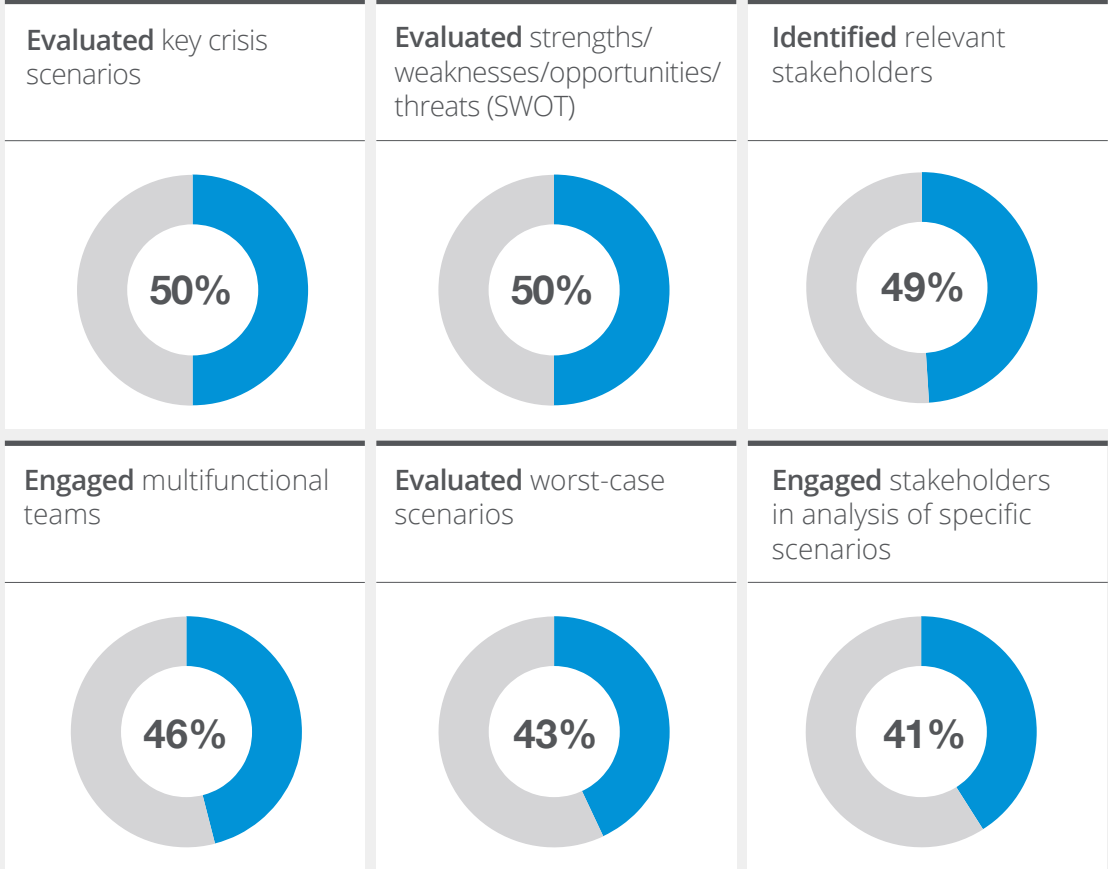 Evaluated key crisis
scenarios
50%
Evaluated strengths/
weaknesses/opportunities/
threats (SWOT)
50%
Identified relevant
stakeholders
49%
Engaged multifunctional
teams
46%
Evaluated worst-case
scenarios
43%
Engaged stakeholders
in analysis of specific
scenarios
41%